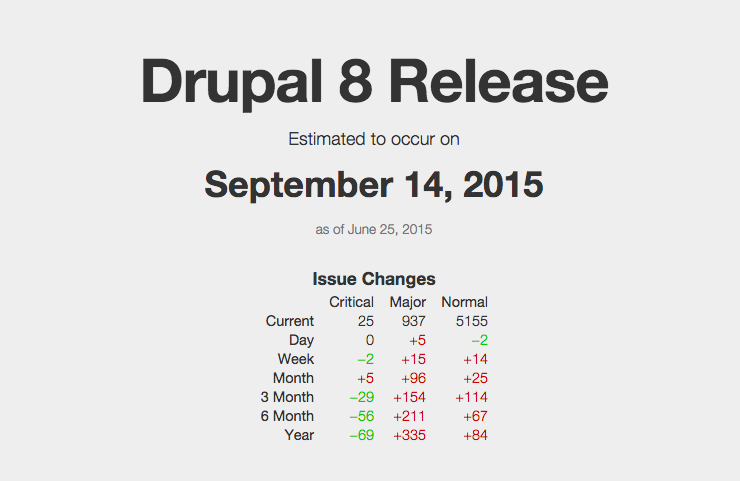 Drupal 8 Release
Estimated to occur on
September 14, 2015
as of June 25, 2015
Issue Changes
Critical Major Normal
Current 25 937 5155
Day 0 +5 −2
Week −2 +15 +14
Month +5 +96 +25
3 Month −29 +154 +114
6 Month −56 +211 +67
Year −69 +335 +84